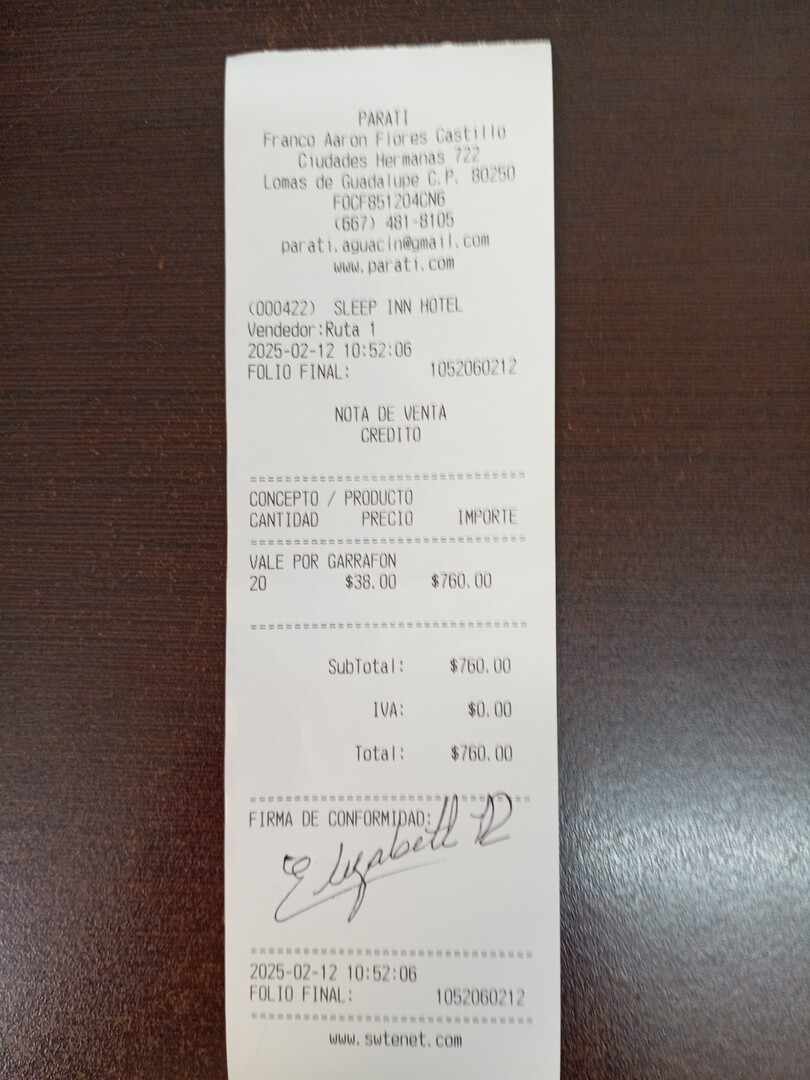 PARATI
Franco Aaron Flores Castillo
Ciudades Hermanas 722
Lomas de Guadalupe C.P. 80250
FOCF851204CN6
(667) 481-8105
parati.aguacln@gmail.com
www.parati.com
(000422) SLEEP INN HOTEL
Vendedor:Ruta 1
2025-02-12 10:52:06
FOLIO FINAL: 1052060212
NOTA DE VENTA
CREDITO
================================
CONCEPTO / PRODUCTO
CANTIDAD PRECIO IMPORTE
================================
VALE POR GARRAFON
20 $38.00 $760.00
================================
SubTotal: $760.00
IVA: $0.00
Total: $760.00
================================
FIRMA DE CONFORMIDAD:
Elizabeth R
================================
2025-02-12 10:52:06
FOLIO FINAL: 1052060212
================================
www.swtenet.com